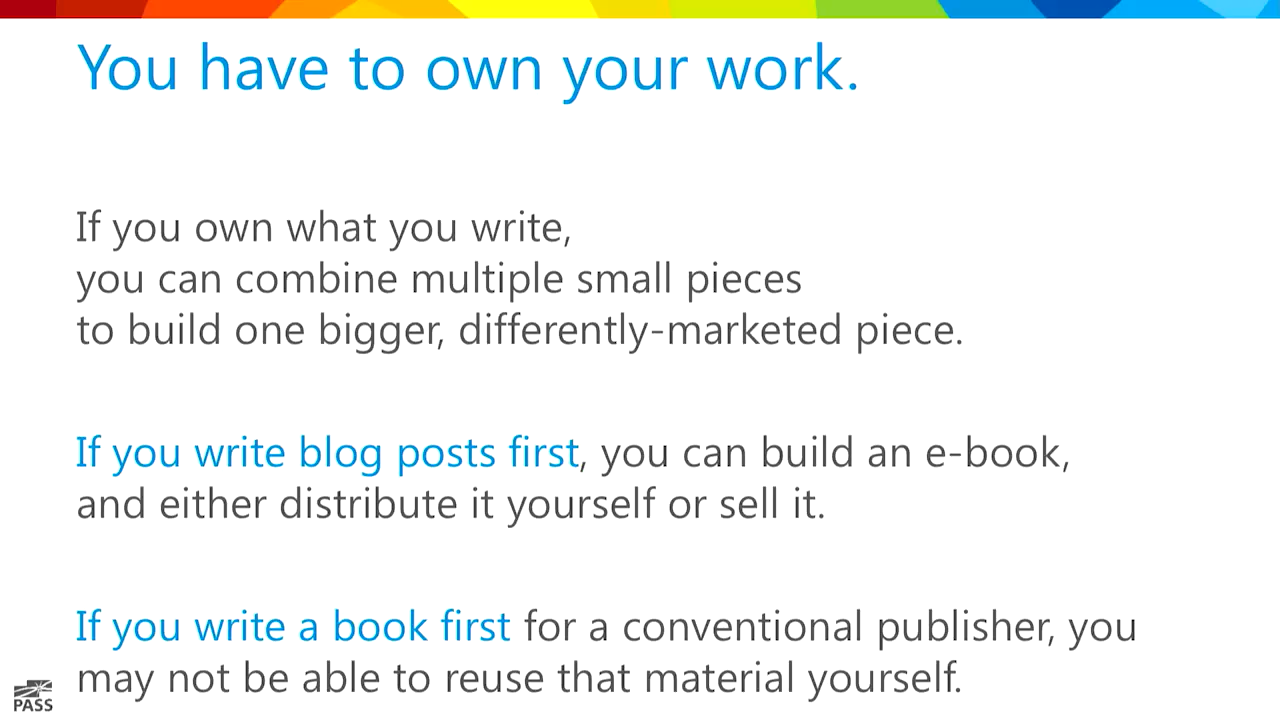 You have to own your work.
If you own what you write,
you can combine multiple small pieces
to build one bigger, differently-marketed piece.
If you write blog posts first, you can build an e-book,
and either distribute it yourself or sell it.
If you write a book first for a conventional publisher, you
may not be able to reuse that material yourself.
PASS